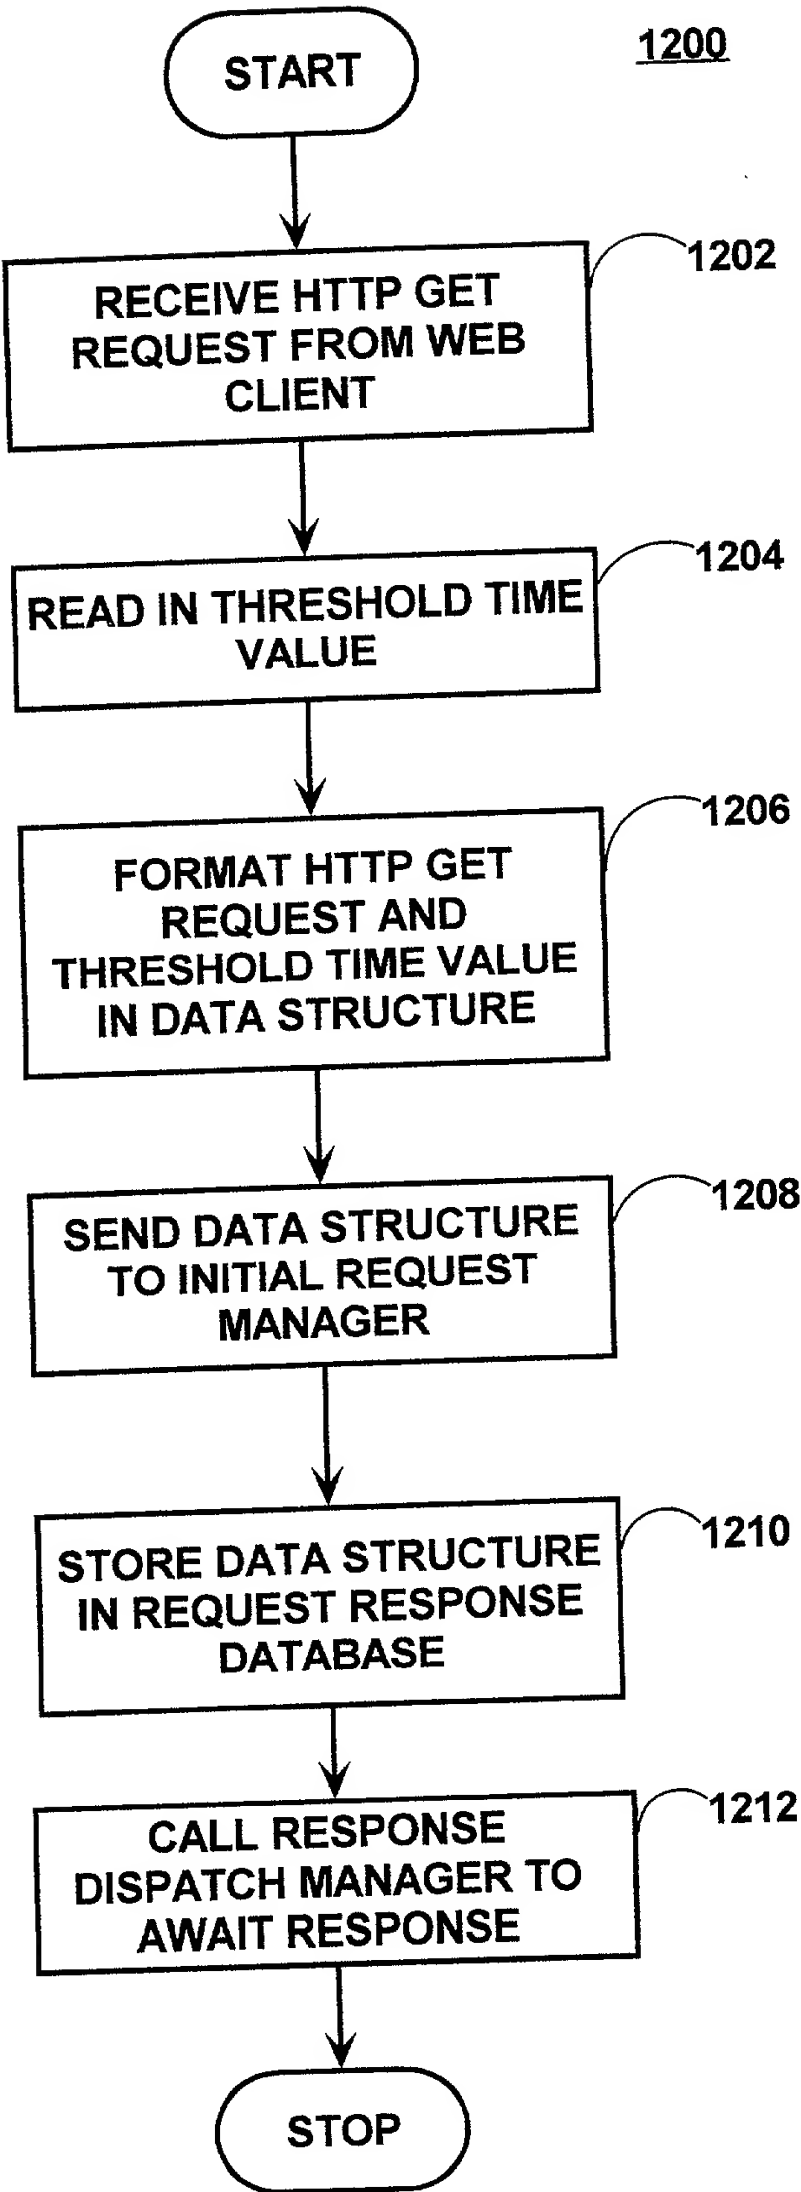 1200
START
1202
RECEIVE HTTP GET
REQUEST FROM WEB
CLIENT
1204
READ IN THRESHOLD TIME
VALUE
1206
FORMAT HTTP GET
REQUEST AND
THRESHOLD TIME VALUE
IN DATA STRUCTURE
1208
SEND DATA STRUCTURE
TO INITIAL REQUEST
MANAGER
1210
STORE DATA STRUCTURE
IN REQUEST RESPONSE
DATABASE
1212
CALL RESPONSE
DISPATCH MANAGER TO
AWAIT RESPONSE
STOP